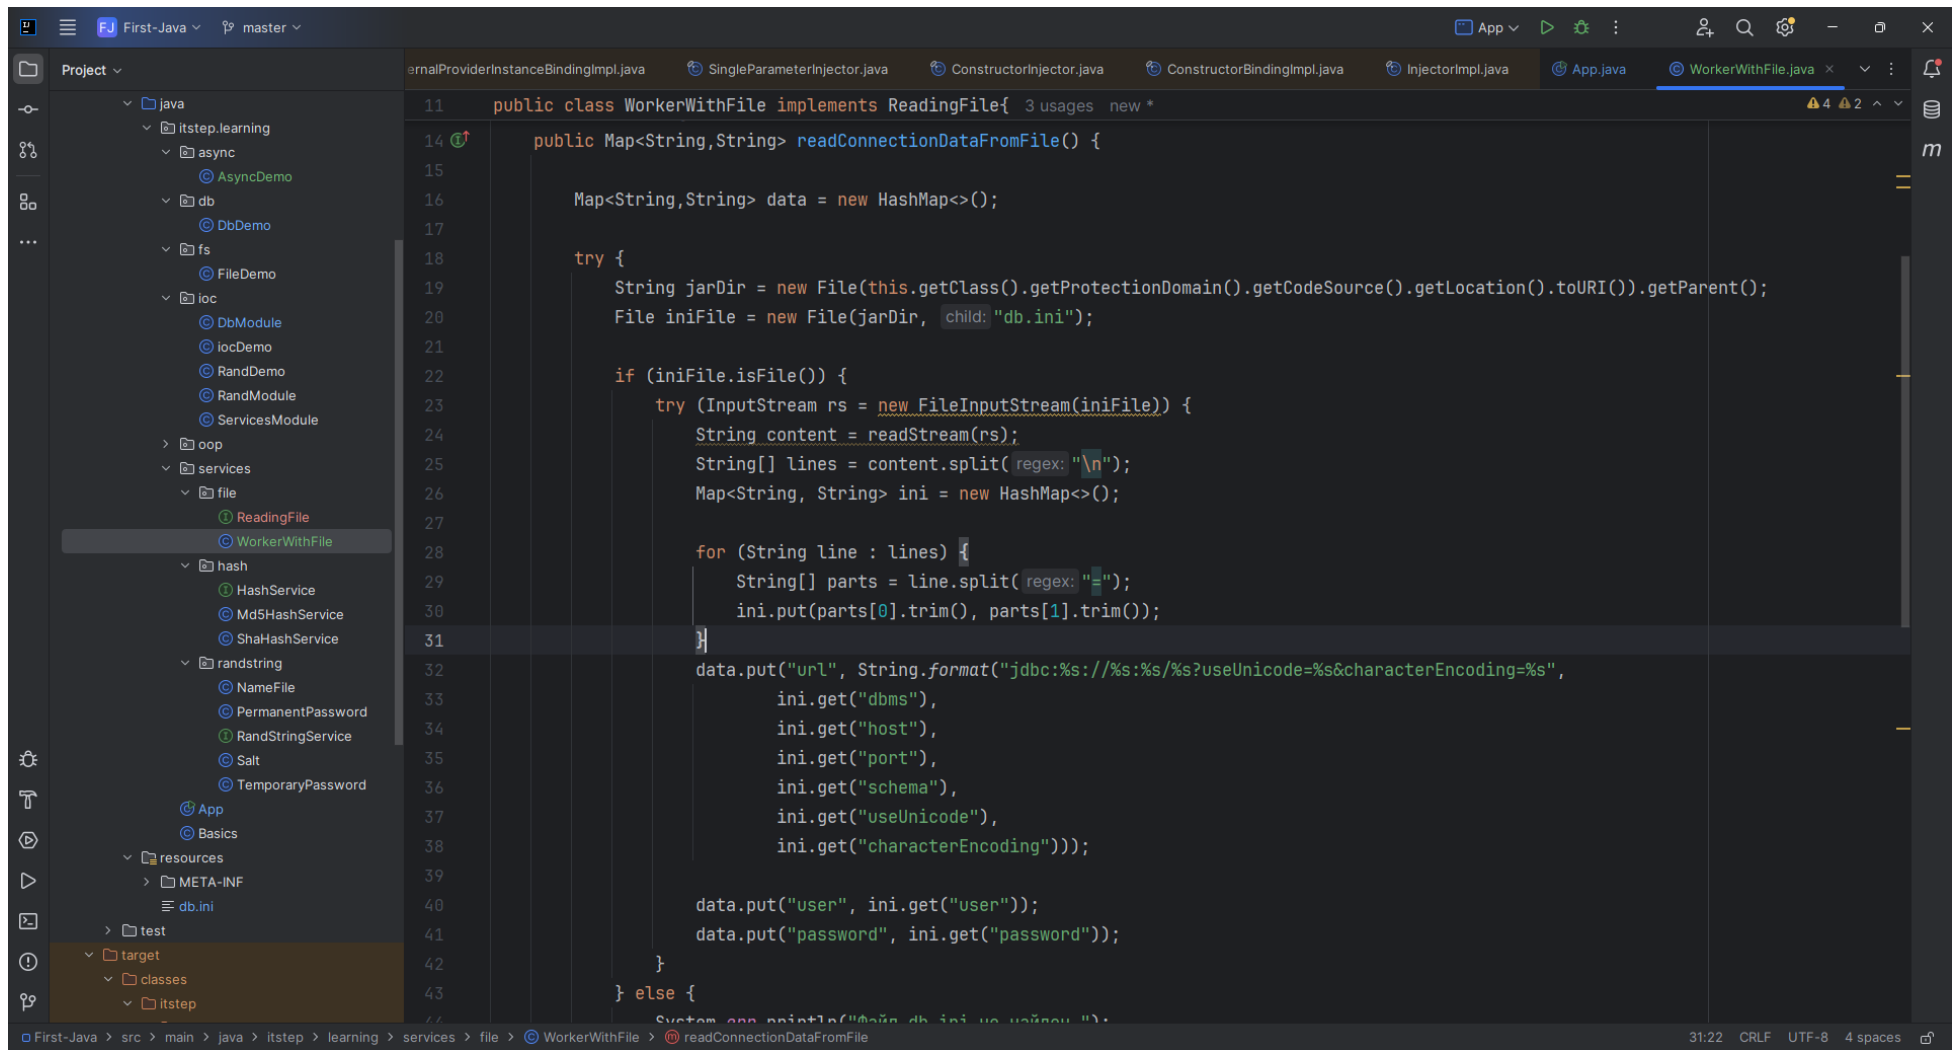 FJ First-Java master App
Project
ernalProviderInstanceBindingImpl.java SingleParameterInjector.java ConstructorInjector.java ConstructorBindingImpl.java InjectorImpl.java App.java WorkerWithFile.java
java
itstep.learning
async
AsyncDemo
db
DbDemo
fs
FileDemo
ioc
DbModule
iocDemo
RandDemo
RandModule
ServicesModule
oop
services
file
ReadingFile
WorkerWithFile
hash
HashService
Md5HashService
ShaHashService
randstring
NameFile
PermanentPassword
RandStringService
Salt
TemporaryPassword
App
Basics
resources
META-INF
db.ini
test
target
classes
itstep
11 public class WorkerWithFile implements ReadingFile{ 3 usages new * 4 2
14 public Map<String,String> readConnectionDataFromFile() {
15
16 Map<String,String> data = new HashMap<>();
17
18 try {
19 String jarDir = new File(this.getClass().getProtectionDomain().getCodeSource().getLocation().toURI()).getParent();
20 File iniFile = new File(jarDir, child: "db.ini");
21
22 if (iniFile.isFile()) {
23 try (InputStream rs = new FileInputStream(iniFile)) {
24 String content = readStream(rs);
25 String[] lines = content.split( regex: "\n");
26 Map<String, String> ini = new HashMap<>();
27
28 for (String line : lines) {
29 String[] parts = line.split( regex: "=");
30 ini.put(parts[0].trim(), parts[1].trim());
31 }
32 data.put("url", String.format("jdbc:%s://%s:%s/%s?useUnicode=%s&characterEncoding=%s",
33 ini.get("dbms"),
34 ini.get("host"),
35 ini.get("port"),
36 ini.get("schema"),
37 ini.get("useUnicode"),
38 ini.get("characterEncoding")));
39
40 data.put("user", ini.get("user"));
41 data.put("password", ini.get("password"));
42 }
43 } else {
44 System.err.println("Файл db.ini не найден.");
First-Java > src > main > java > itstep > learning > services > file > WorkerWithFile > readConnectionDataFromFile 31:22 CRLF UTF-8 4 spaces